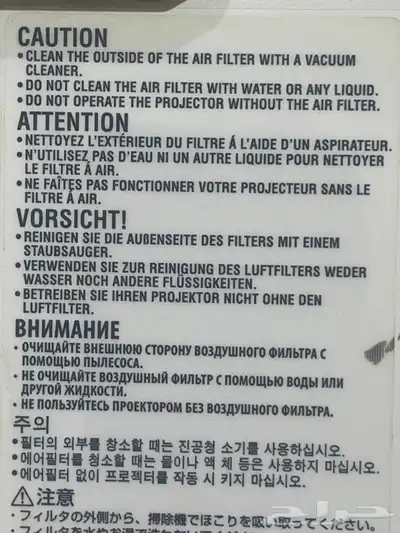 CAUTION
• CLEAN THE OUTSIDE OF THE AIR FILTER WITH A VACUUM
CLEANER.
• DO NOT CLEAN THE AIR FILTER WITH WATER OR ANY LIQUID.
• DO NOT OPERATE THE PROJECTOR WITHOUT THE AIR FILTER.
ATTENTION
• NETTOYEZ L'EXTÉRIEUR DU FILTRE Á L'AIDE D'UN ASPIRATEUR.
• N'UTILISEZ PAS D'EAU NI UN AUTRE LIQUIDE POUR NETTOYER
LE FILTRE Á AIR.
• NE FAÎTES PAS FONCTIONNER VOTRE PROJECTEUR SANS LE
FILTRE Á AIR.
VORSICHT!
• REINIGEN SIE DIE AUßENSEITE DES FILTERS MIT EINEM
STAUBSAUGER.
• VERWENDEN SIE ZUR REINIGUNG DES LUFTFILTERS WEDER
WASSER NOCH ANDERE FLÜSSIGKEITEN.
• BETREIBEN SIE IHREN PROJEKTOR NICHT OHNE DEN
LUFTFILTER.
ВНИМАНИЕ
• ОЧИЩАЙТЕ ВНЕШНЮЮ СТОРОНУ ВОЗДУШНОГО ФИЛЬТРА С
ПОМОЩЬЮ ПЫЛЕСОСА.
• НЕ ОЧИЩАЙТЕ ВОЗДУШНЫЙ ФИЛЬТР С ПОМОЩЬЮ ВОДЫ ИЛИ
ДРУГОЙ ЖИДКОСТИ.
• НЕ ПОЛЬЗУЙТЕСЬ ПРОЕКТОРОМ БЕЗ ВОЗДУШНОГО ФИЛЬТРА.
주의
• 필터의 외부를 청소할 때는 진공청 소기를 사용하십시오.
• 에어필터를 청소할 때는 물이나 액 체 등은 사용하지 마십시오.
• 에어필터 없이 프로젝터를 작동 시 키지 마십시오.
⚠注意
・フィルタの外側から、掃除機でほこりを吸い取ってください。